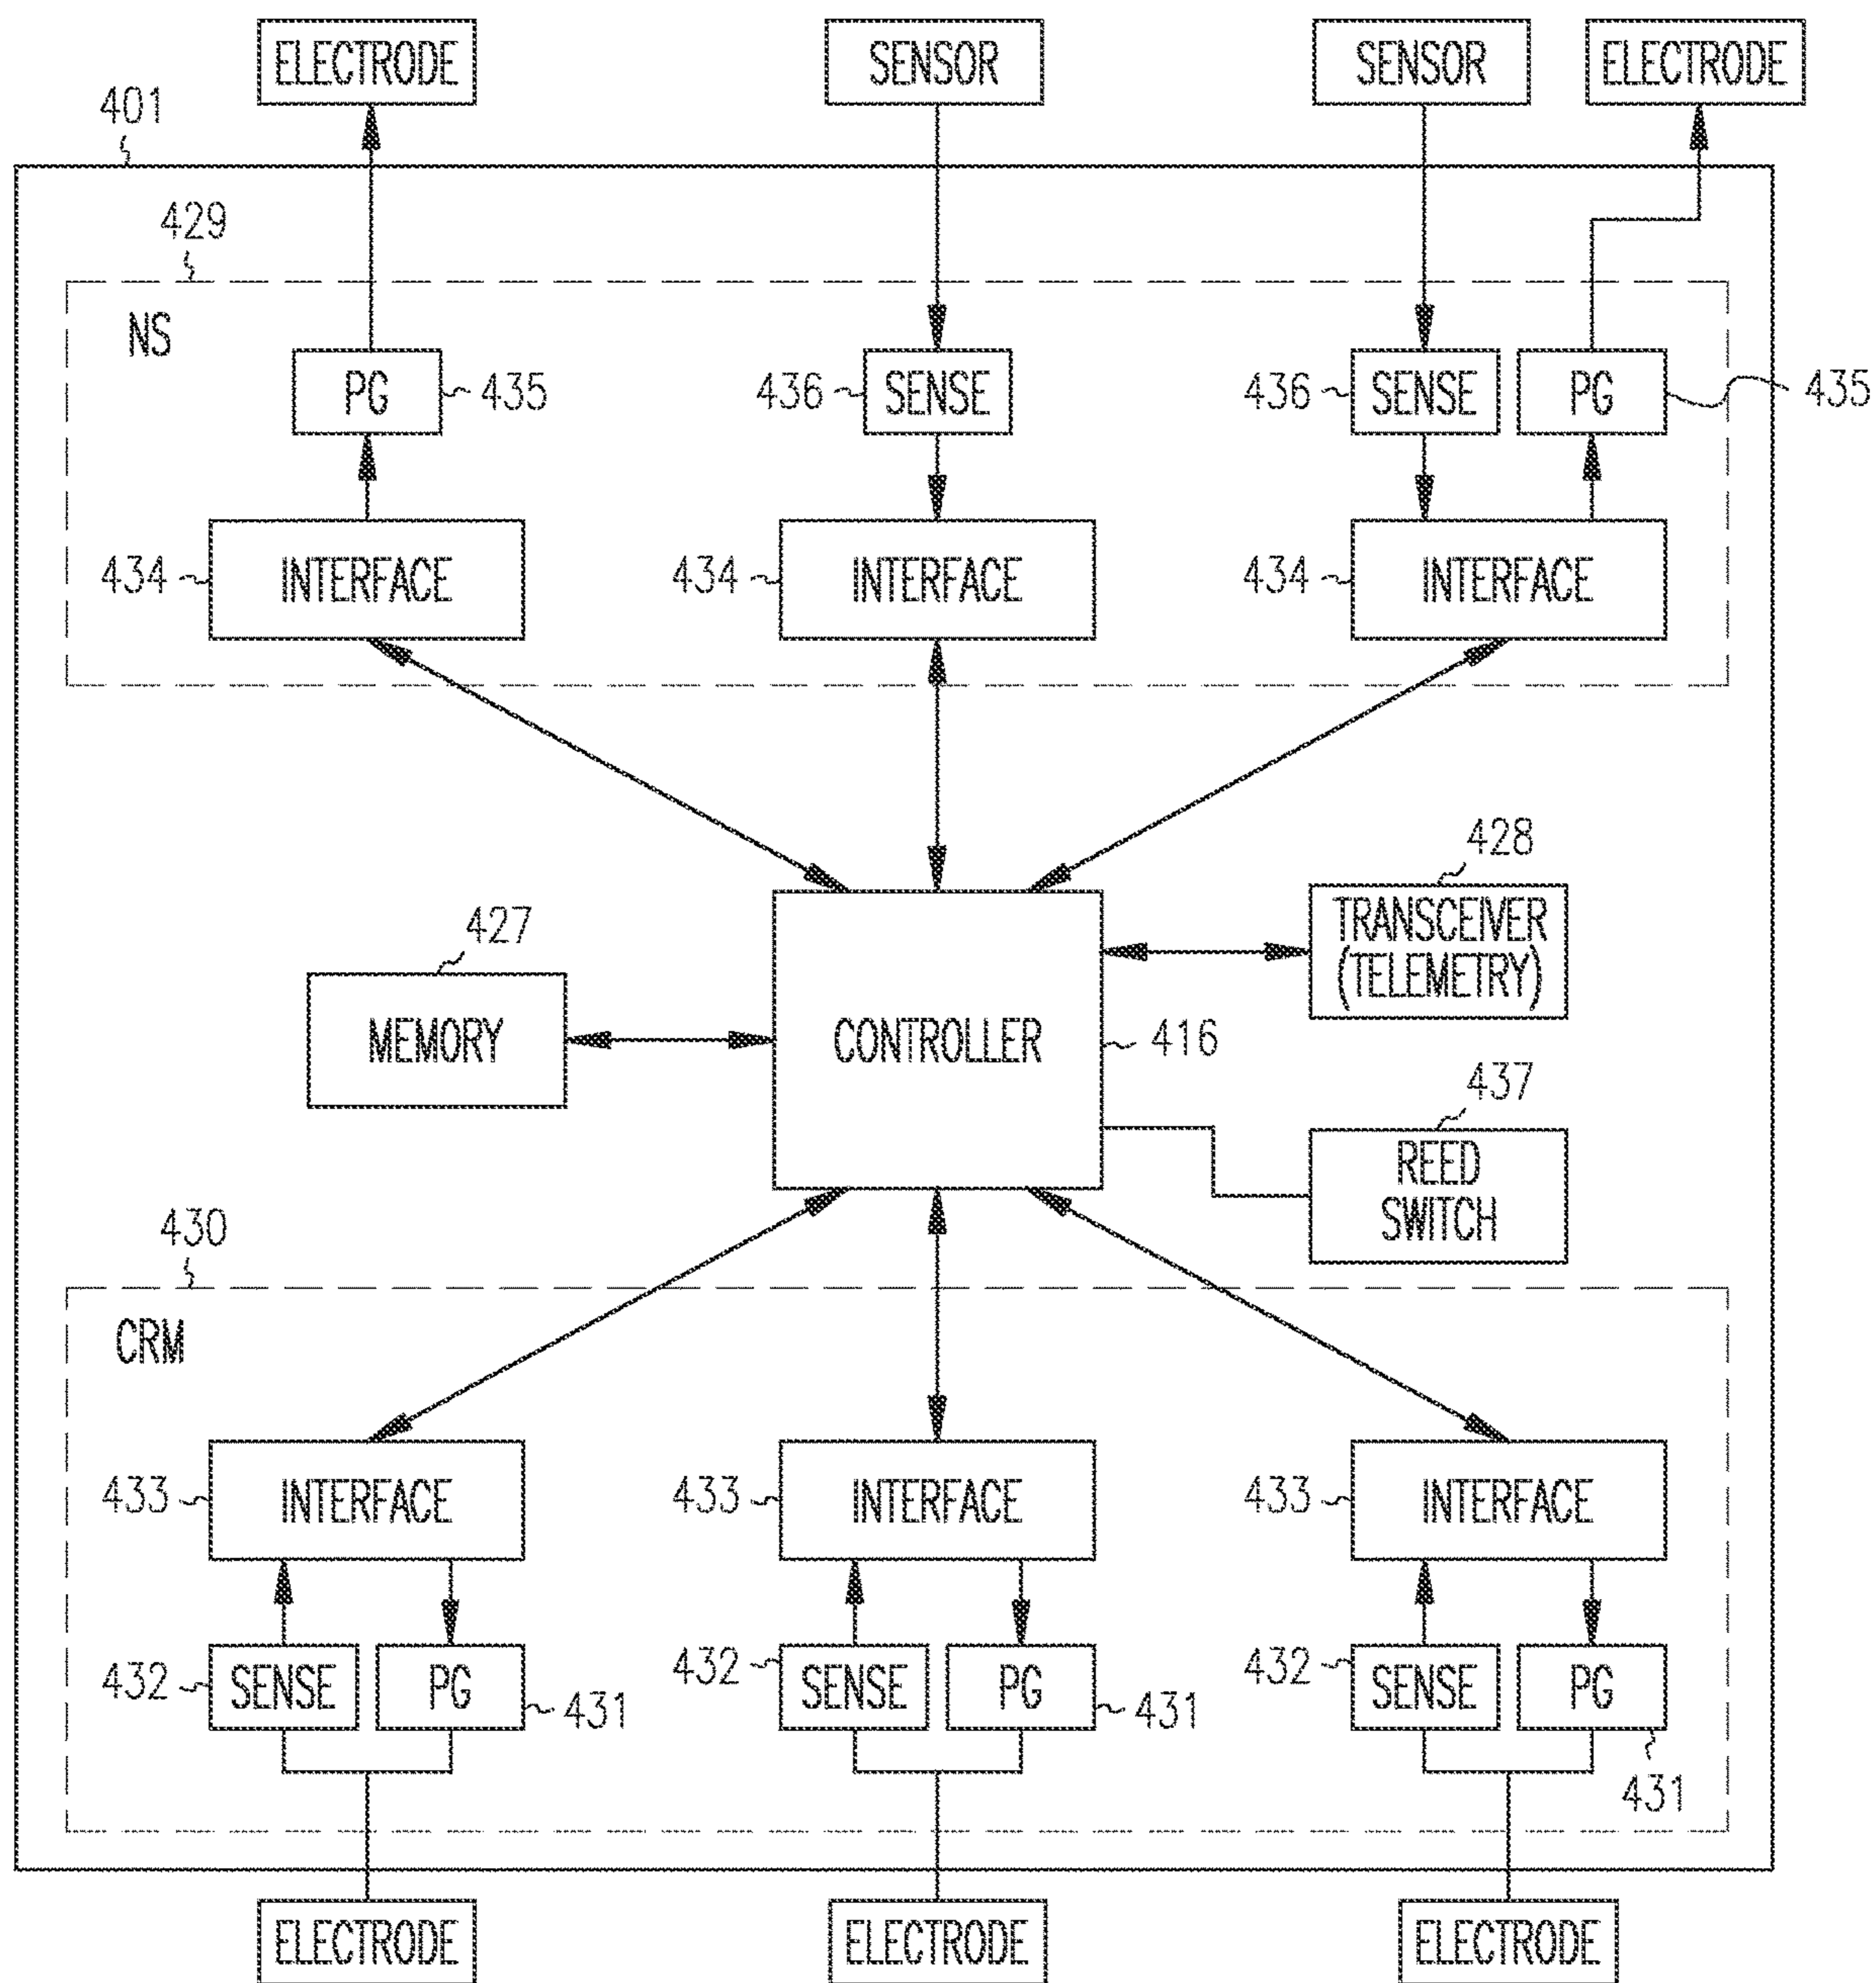 ELECTRODE
SENSOR
SENSOR
ELECTRODE
401
429
NS
PG
435
436
SENSE
436
SENSE
PG
435
434
INTERFACE
434
INTERFACE
434
INTERFACE
428
TRANSCEIVER
(TELEMETRY)
427
MEMORY
CONTROLLER
416
437
REED
SWITCH
430
CRM
433
INTERFACE
433
INTERFACE
433
INTERFACE
432
SENSE
PG
431
432
SENSE
PG
431
432
SENSE
PG
431
ELECTRODE
ELECTRODE
ELECTRODE